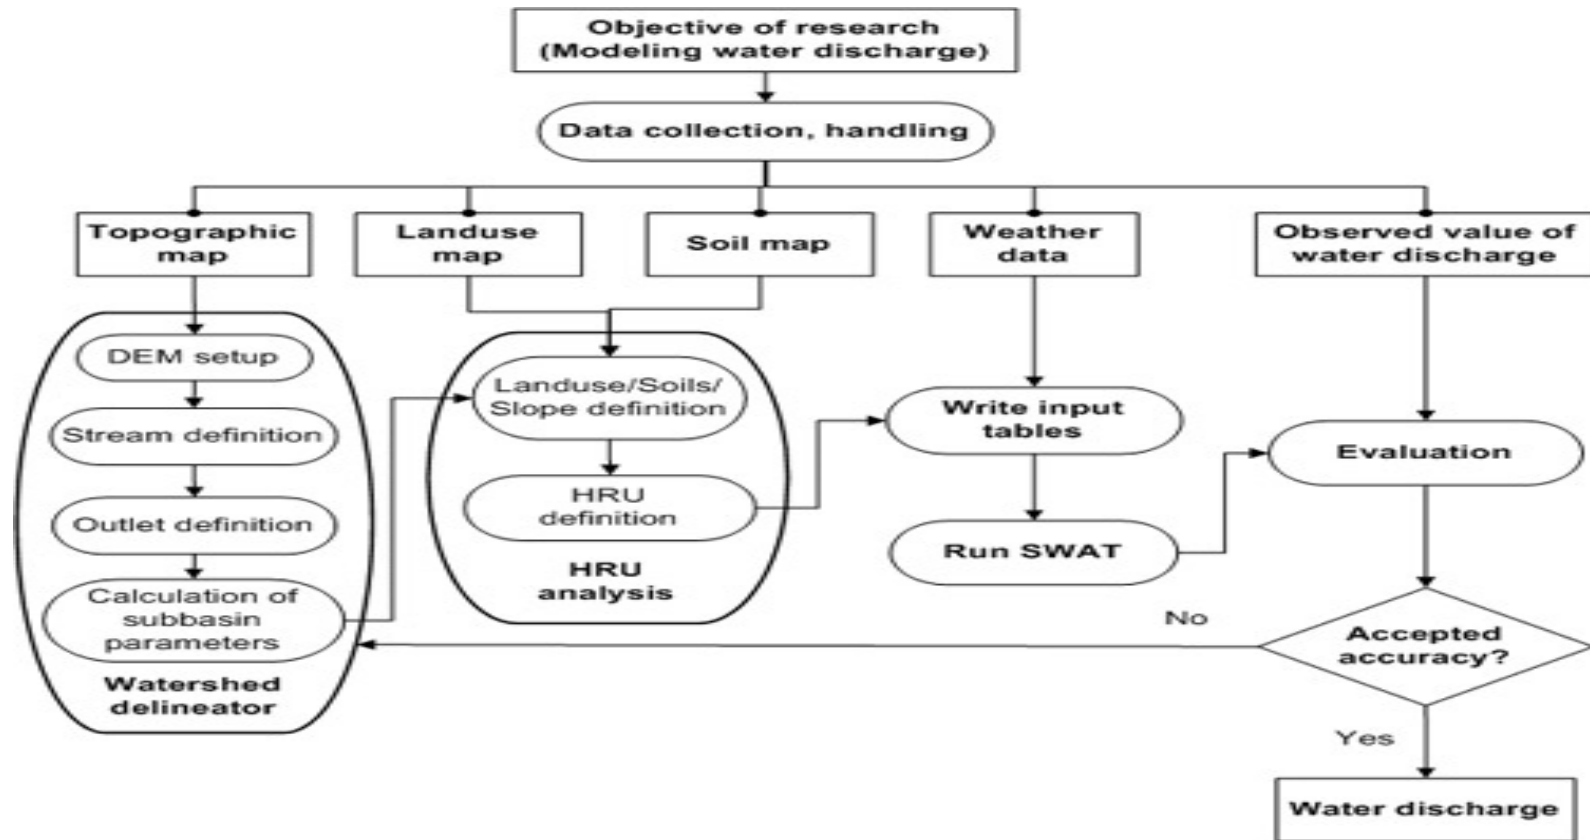 Objective of research
(Modeling water discharge)
Data collection, handling
Topographic
map
Landuse
map
Soil map
Weather
data
Observed value of
water discharge
DEM setup
Stream definition
Outlet definition
Calculation of
subbasin
parameters
Watershed
delineator
Landuse/Soils/
Slope definition
HRU
definition
HRU
analysis
Write input
tables
Run SWAT
Evaluation
Accepted
accuracy?
No
Yes
Water discharge